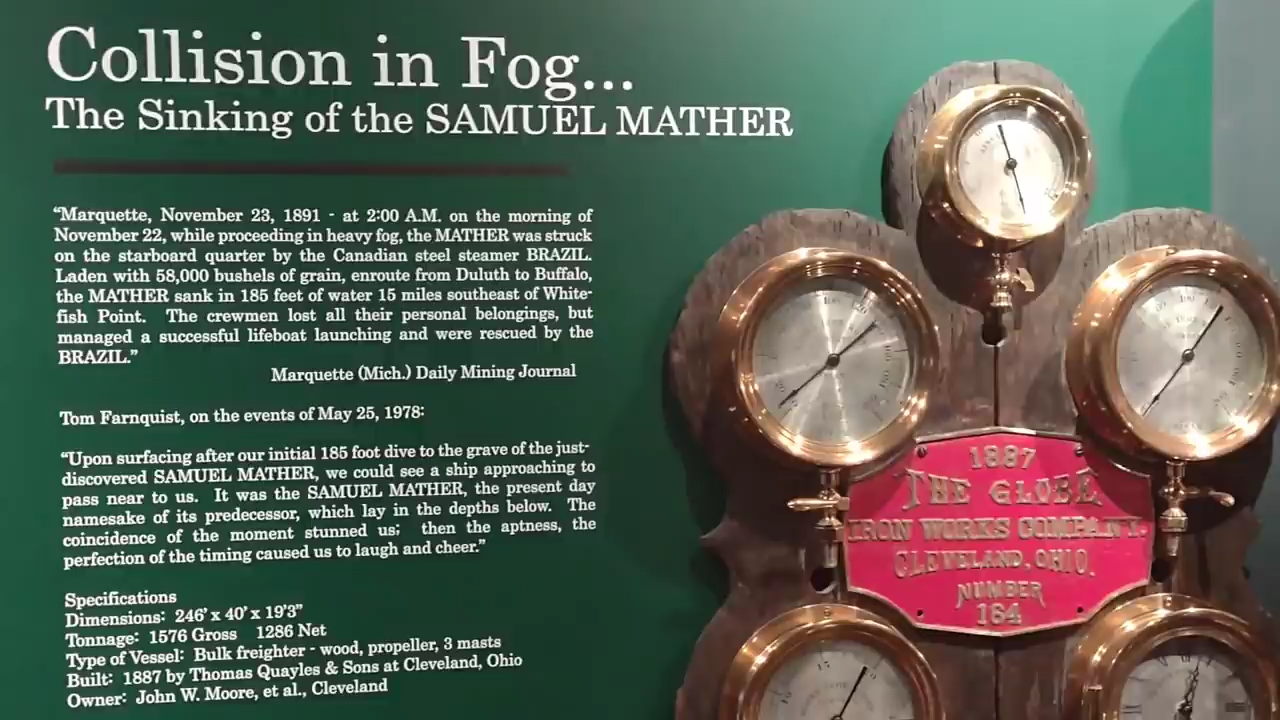 Collision in Fog...
The Sinking of the SAMUEL MATHER
“Marquette, November 23, 1891 - at 2:00 A.M. on the morning of
November 22, while proceeding in heavy fog, the MATHER was struck
on the starboard quarter by the Canadian steel steamer BRAZIL.
Laden with 58,000 bushels of grain, enroute from Duluth to Buffalo,
the MATHER sank in 185 feet of water 15 miles southeast of White-
fish Point. The crewmen lost all their personal belongings, but
managed a successful lifeboat launching and were rescued by the
BRAZIL.”
Marquette (Mich.) Daily Mining Journal
Tom Farnquist, on the events of May 25, 1978:
“Upon surfacing after our initial 185 foot dive to the grave of the just-
discovered SAMUEL MATHER, we could see a ship approaching to
pass near to us. It was the SAMUEL MATHER, the present day
namesake of its predecessor, which lay in the depths below. The
coincidence of the moment stunned us; then the aptness, the
perfection of the timing caused us to laugh and cheer.”
Specifications
Dimensions: 246' x 40' x 19'3"
Tonnage: 1576 Gross 1286 Net
Type of Vessel: Bulk freighter - wood, propeller, 3 masts
Built: 1887 by Thomas Quayles & Sons at Cleveland, Ohio
Owner: John W. Moore, et al., Cleveland
1887
THE GLOBE
IRON WORKS COMPANY.
CLEVELAND, OHIO.
NUMBER
164
15